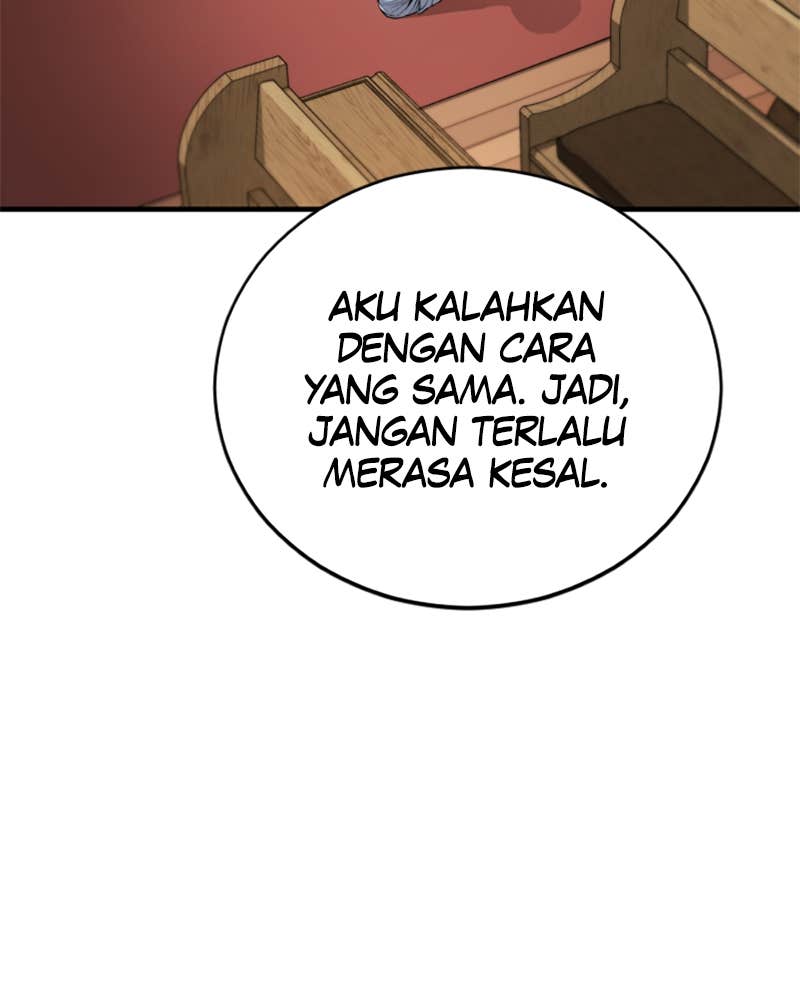 AKU KALAHKAN
DENGAN CARA
YANG SAMA. JADI,
JANGAN TERLALU
MERASA KESAL.